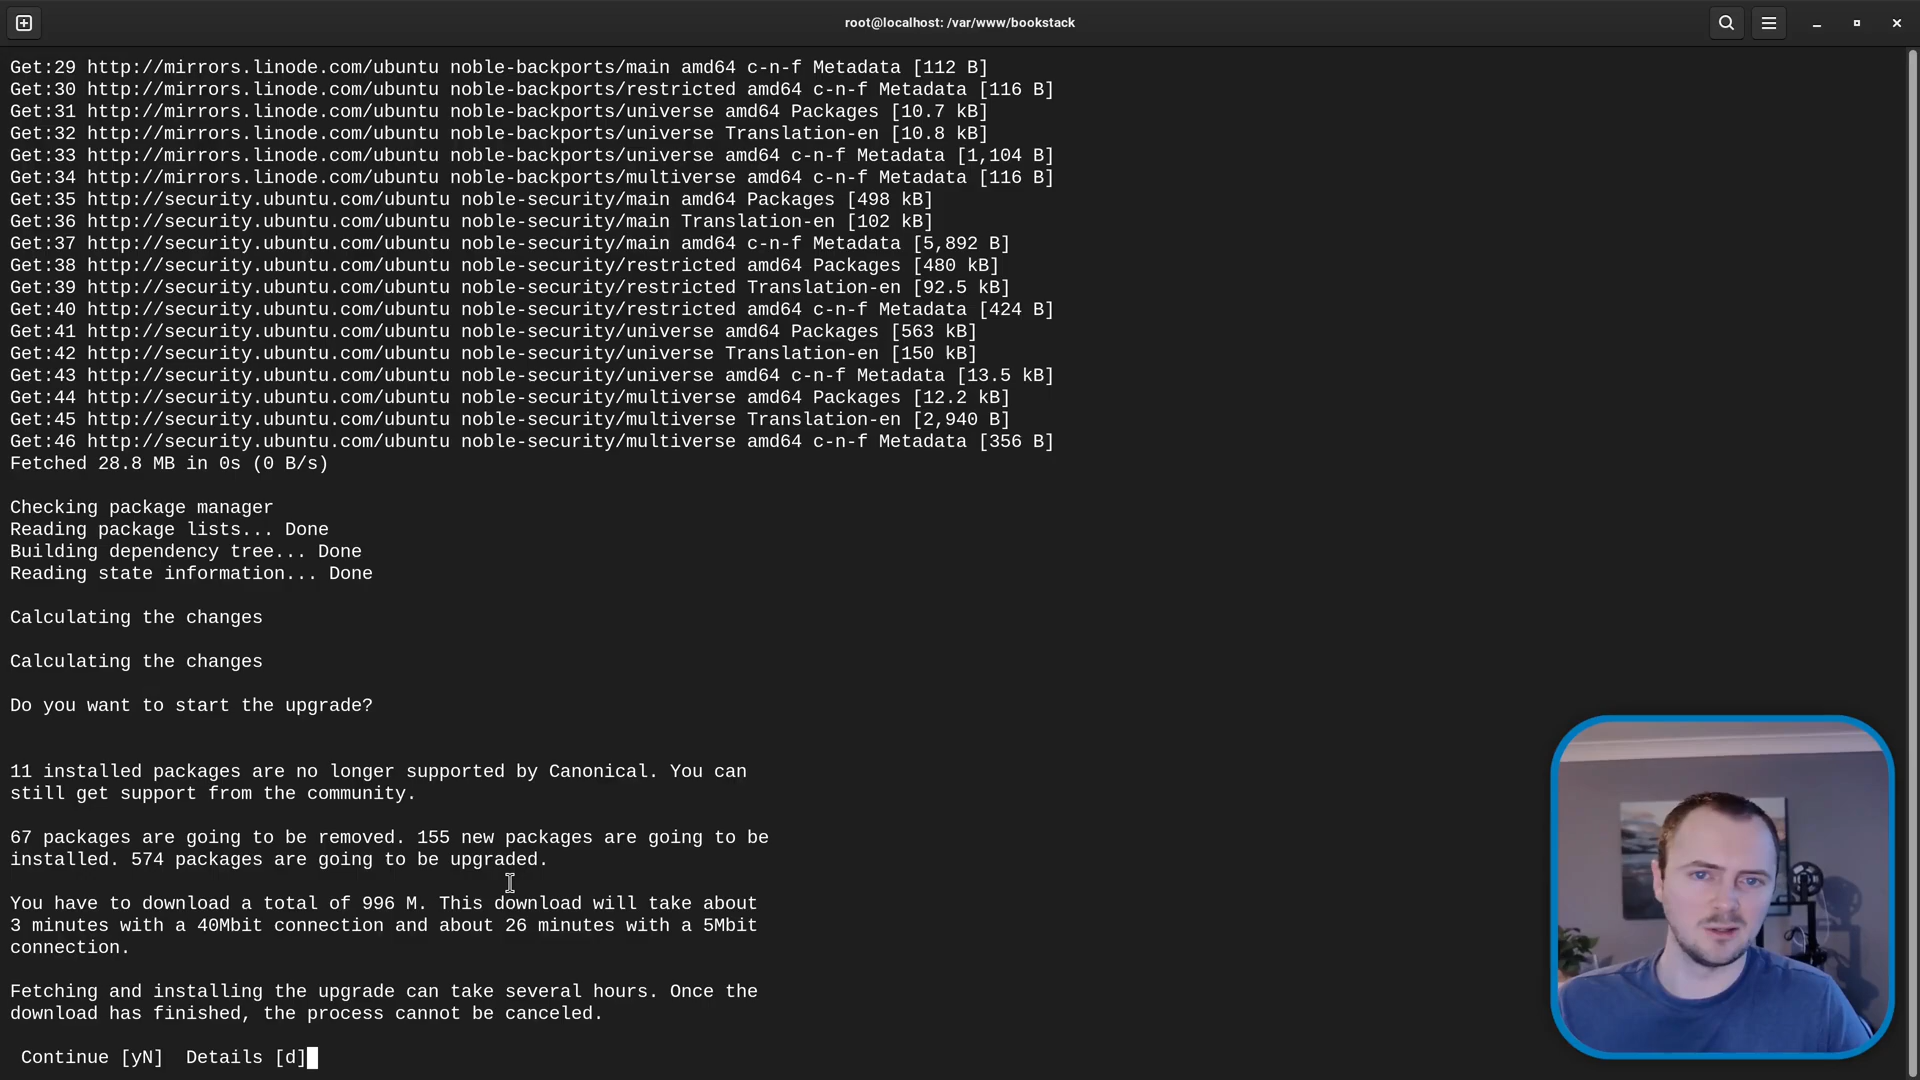 root@localhost: /var/www/bookstack
Get:29 http://mirrors.linode.com/ubuntu noble-backports/main amd64 c-n-f Metadata [112 B]
Get:30 http://mirrors.linode.com/ubuntu noble-backports/restricted amd64 c-n-f Metadata [116 B]
Get:31 http://mirrors.linode.com/ubuntu noble-backports/universe amd64 Packages [10.7 kB]
Get:32 http://mirrors.linode.com/ubuntu noble-backports/universe Translation-en [10.8 kB]
Get:33 http://mirrors.linode.com/ubuntu noble-backports/universe amd64 c-n-f Metadata [1,104 B]
Get:34 http://mirrors.linode.com/ubuntu noble-backports/multiverse amd64 c-n-f Metadata [116 B]
Get:35 http://security.ubuntu.com/ubuntu noble-security/main amd64 Packages [498 kB]
Get:36 http://security.ubuntu.com/ubuntu noble-security/main Translation-en [102 kB]
Get:37 http://security.ubuntu.com/ubuntu noble-security/main amd64 c-n-f Metadata [5,892 B]
Get:38 http://security.ubuntu.com/ubuntu noble-security/restricted amd64 Packages [480 kB]
Get:39 http://security.ubuntu.com/ubuntu noble-security/restricted Translation-en [92.5 kB]
Get:40 http://security.ubuntu.com/ubuntu noble-security/restricted amd64 c-n-f Metadata [424 B]
Get:41 http://security.ubuntu.com/ubuntu noble-security/universe amd64 Packages [563 kB]
Get:42 http://security.ubuntu.com/ubuntu noble-security/universe Translation-en [150 kB]
Get:43 http://security.ubuntu.com/ubuntu noble-security/universe amd64 c-n-f Metadata [13.5 kB]
Get:44 http://security.ubuntu.com/ubuntu noble-security/multiverse amd64 Packages [12.2 kB]
Get:45 http://security.ubuntu.com/ubuntu noble-security/multiverse Translation-en [2,940 B]
Get:46 http://security.ubuntu.com/ubuntu noble-security/multiverse amd64 c-n-f Metadata [356 B]
Fetched 28.8 MB in 0s (0 B/s)
Checking package manager
Reading package lists... Done
Building dependency tree... Done
Reading state information... Done
Calculating the changes
Calculating the changes
Do you want to start the upgrade?
11 installed packages are no longer supported by Canonical. You can
still get support from the community.
67 packages are going to be removed. 155 new packages are going to be
installed. 574 packages are going to be upgraded.
You have to download a total of 996 M. This download will take about
3 minutes with a 40Mbit connection and about 26 minutes with a 5Mbit
connection.
Fetching and installing the upgrade can take several hours. Once the
download has finished, the process cannot be canceled.
Continue [yN]  Details [d]